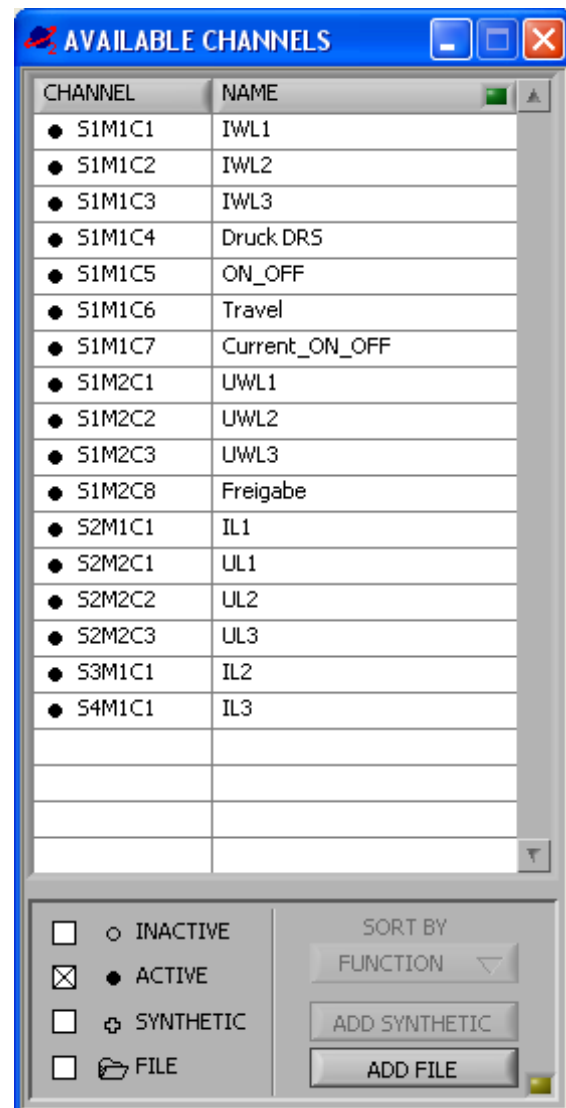 AVAILABLE CHANNELS
CHANNEL NAME
S1M1C1 IWL1
S1M1C2 IWL2
S1M1C3 IWL3
S1M1C4 Druck DRS
S1M1C5 ON_OFF
S1M1C6 Travel
S1M1C7 Current_ON_OFF
S1M2C1 UWL1
S1M2C2 UWL2
S1M2C3 UWL3
S1M2C8 Freigabe
S2M1C1 IL1
S2M2C1 UL1
S2M2C2 UL2
S2M2C3 UL3
S3M1C1 IL2
S4M1C1 IL3
INACTIVE
ACTIVE
SYNTHETIC
FILE
SORT BY
FUNCTION
ADD SYNTHETIC
ADD FILE